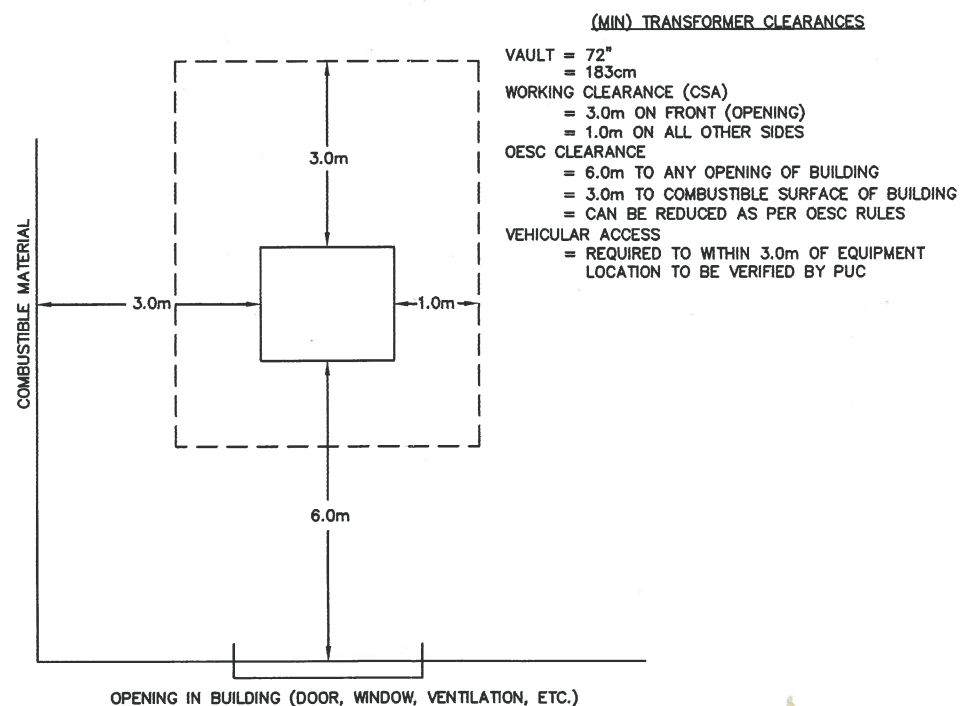 (MIN) TRANSFORMER CLEARANCES
VAULT = 72"
= 183cm
WORKING CLEARANCE (CSA)
= 3.0m ON FRONT (OPENING)
= 1.0m ON ALL OTHER SIDES
OESC CLEARANCE
= 6.0m TO ANY OPENING OF BUILDING
= 3.0m TO COMBUSTIBLE SURFACE OF BUILDING
= CAN BE REDUCED AS PER OESC RULES
VEHICULAR ACCESS
= REQUIRED TO WITHIN 3.0m OF EQUIPMENT
LOCATION TO BE VERIFIED BY PUC
3.0m
COMBUSTIBLE MATERIAL
3.0m
1.0m
6.0m
OPENING IN BUILDING (DOOR, WINDOW, VENTILATION, ETC.)